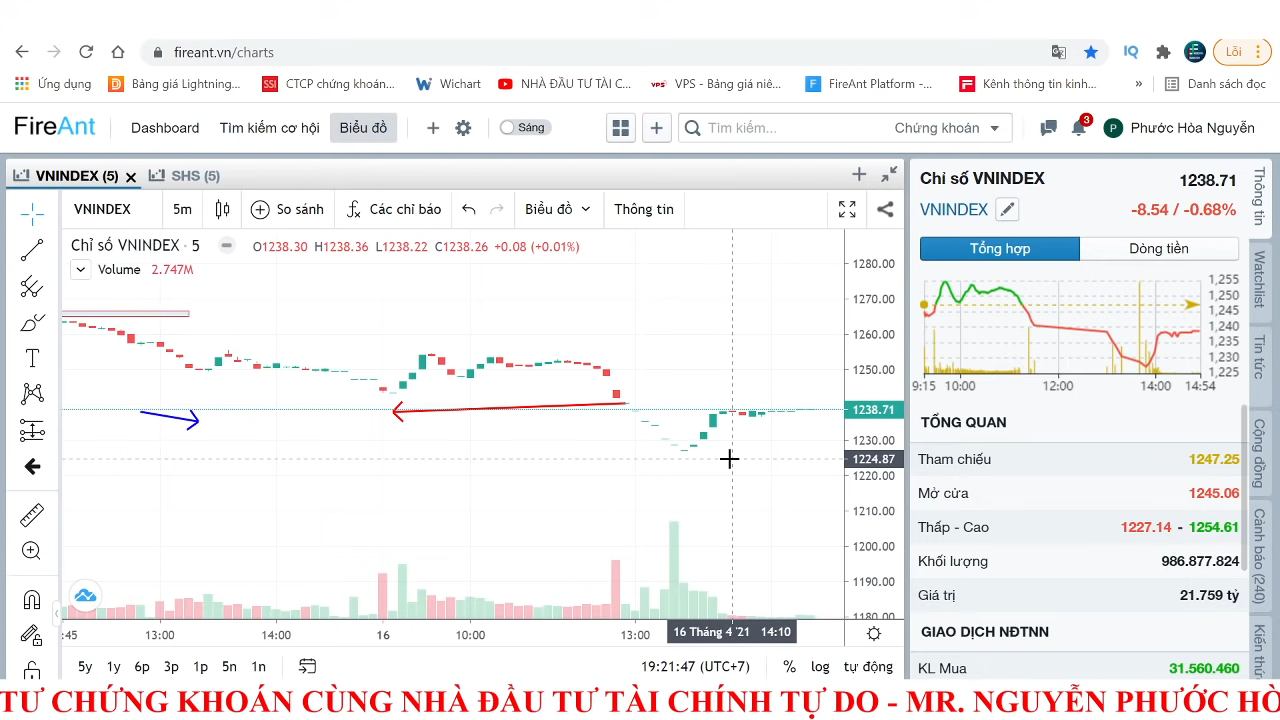 fireant.vn/charts
Lỗi
Ứng dụng
Bảng giá Lightning...
SSI CTCP chứng khoán...
Wichart
NHÀ ĐẦU TƯ TÀI C...
VPS VPS - Bảng giá niê...
FireAnt Platform -...
Kênh thông tin kinh...
»
Danh sách đọc
FireAnt Dashboard Tìm kiếm cơ hội Biểu đồ
Sáng
Tìm kiếm... Chứng khoán
3
P Phước Hòa Nguyễn
VNINDEX (5) SHS (5)
VNINDEX 5m So sánh Các chỉ báo Biểu đồ Thông tin
Chỉ số VNINDEX · 5 O1238.30 H1238.36 L1238.22 C1238.26 +0.08 (+0.01%)
Volume 2.747M
1280.00
1270.00
1260.00
1250.00
1238.71
1230.00
1224.87
1220.00
1210.00
1200.00
1190.00
1180.00
:45 13:00 14:00 16 10:00 13:00 16 Tháng 4 '21 14:10
5y 1y 6p 3p 1p 5n 1n 19:21:47 (UTC+7) % log tự động
Chỉ số VNINDEX 1238.71
VNINDEX -8.54 / -0.68%
Tổng hợp Dòng tiền
1,255
1,250
1,245
1,240
1,235
1,230
1,225
9:15 10:00 12:00 14:00 14:54
TỔNG QUAN
Tham chiếu 1247.25
Mở cửa 1245.06
Thấp - Cao 1227.14 - 1254.61
Khối lượng 986.877.824
Giá trị 21.759 tỷ
GIAO DỊCH NĐTNN
KL Mua 31.560.460
Thông tin
Watchlist
Tin tức
Cộng đồng
Cảnh báo (240)
Kiến thứ
TƯ CHỨNG KHOÁN CÙNG NHÀ ĐẦU TƯ TÀI CHÍNH TỰ DO - MR. NGUYỄN PHƯỚC HÒ